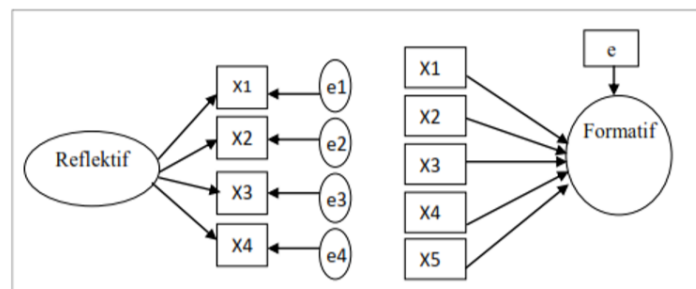 Reflektif
X1
X2
X3
X4
e1
e2
e3
e4
X1
X2
X3
X4
X5
e
Formatif